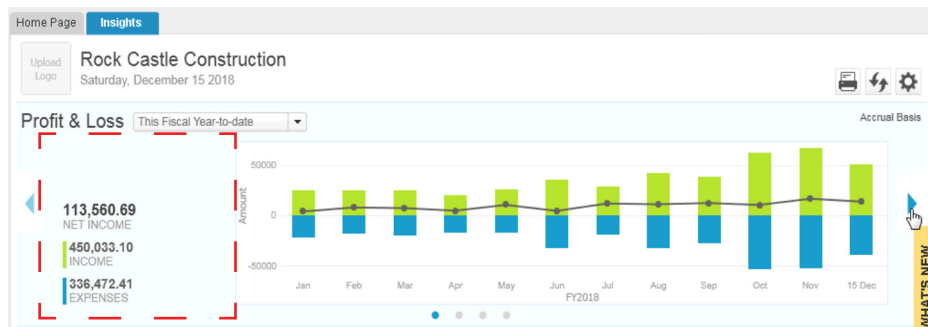 Home Page Insights
Upload
Logo
Rock Castle Construction
Saturday, December 15 2018
Profit & Loss This Fiscal Year-to-date
Accrual Basis
113,560.69
NET INCOME
450,033.10
INCOME
336,472.41
EXPENSES
Amount
50000
0
-50000
Jan Feb Mar Apr May Jun Jul Aug Sep Oct Nov 15 Dec
FY2018
WHAT'S NEW